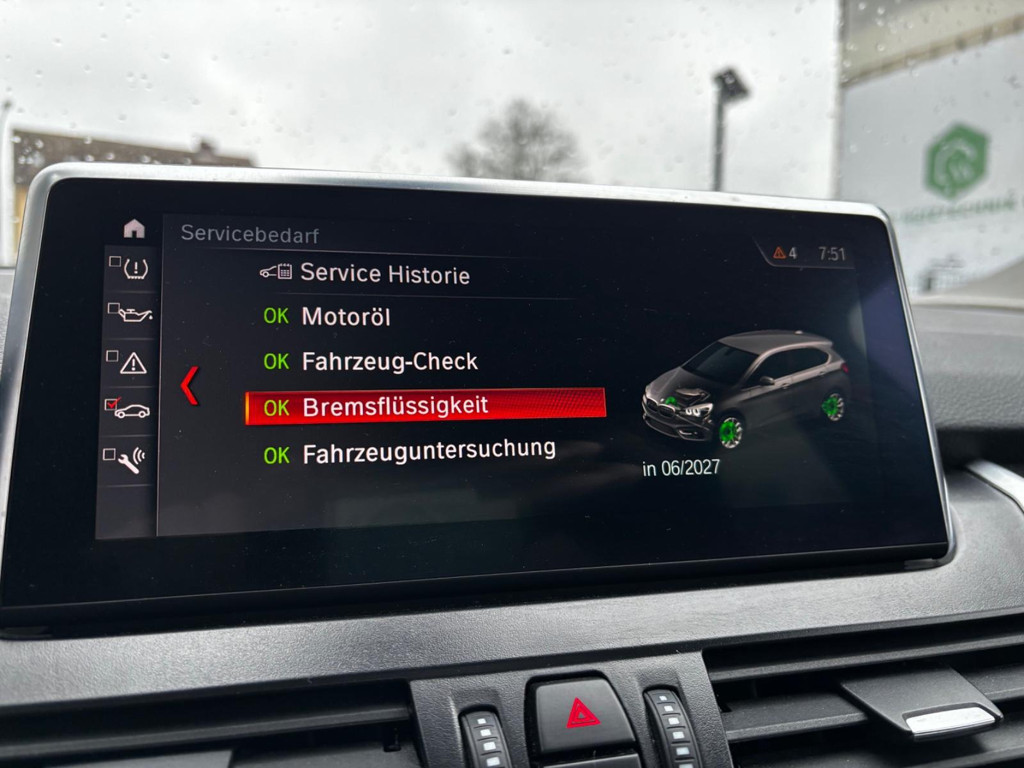 Servicebedarf
4 7:51
Service Historie
OK Motoröl
OK Fahrzeug-Check
OK Bremsflüssigkeit
OK Fahrzeuguntersuchung
in 06/2027